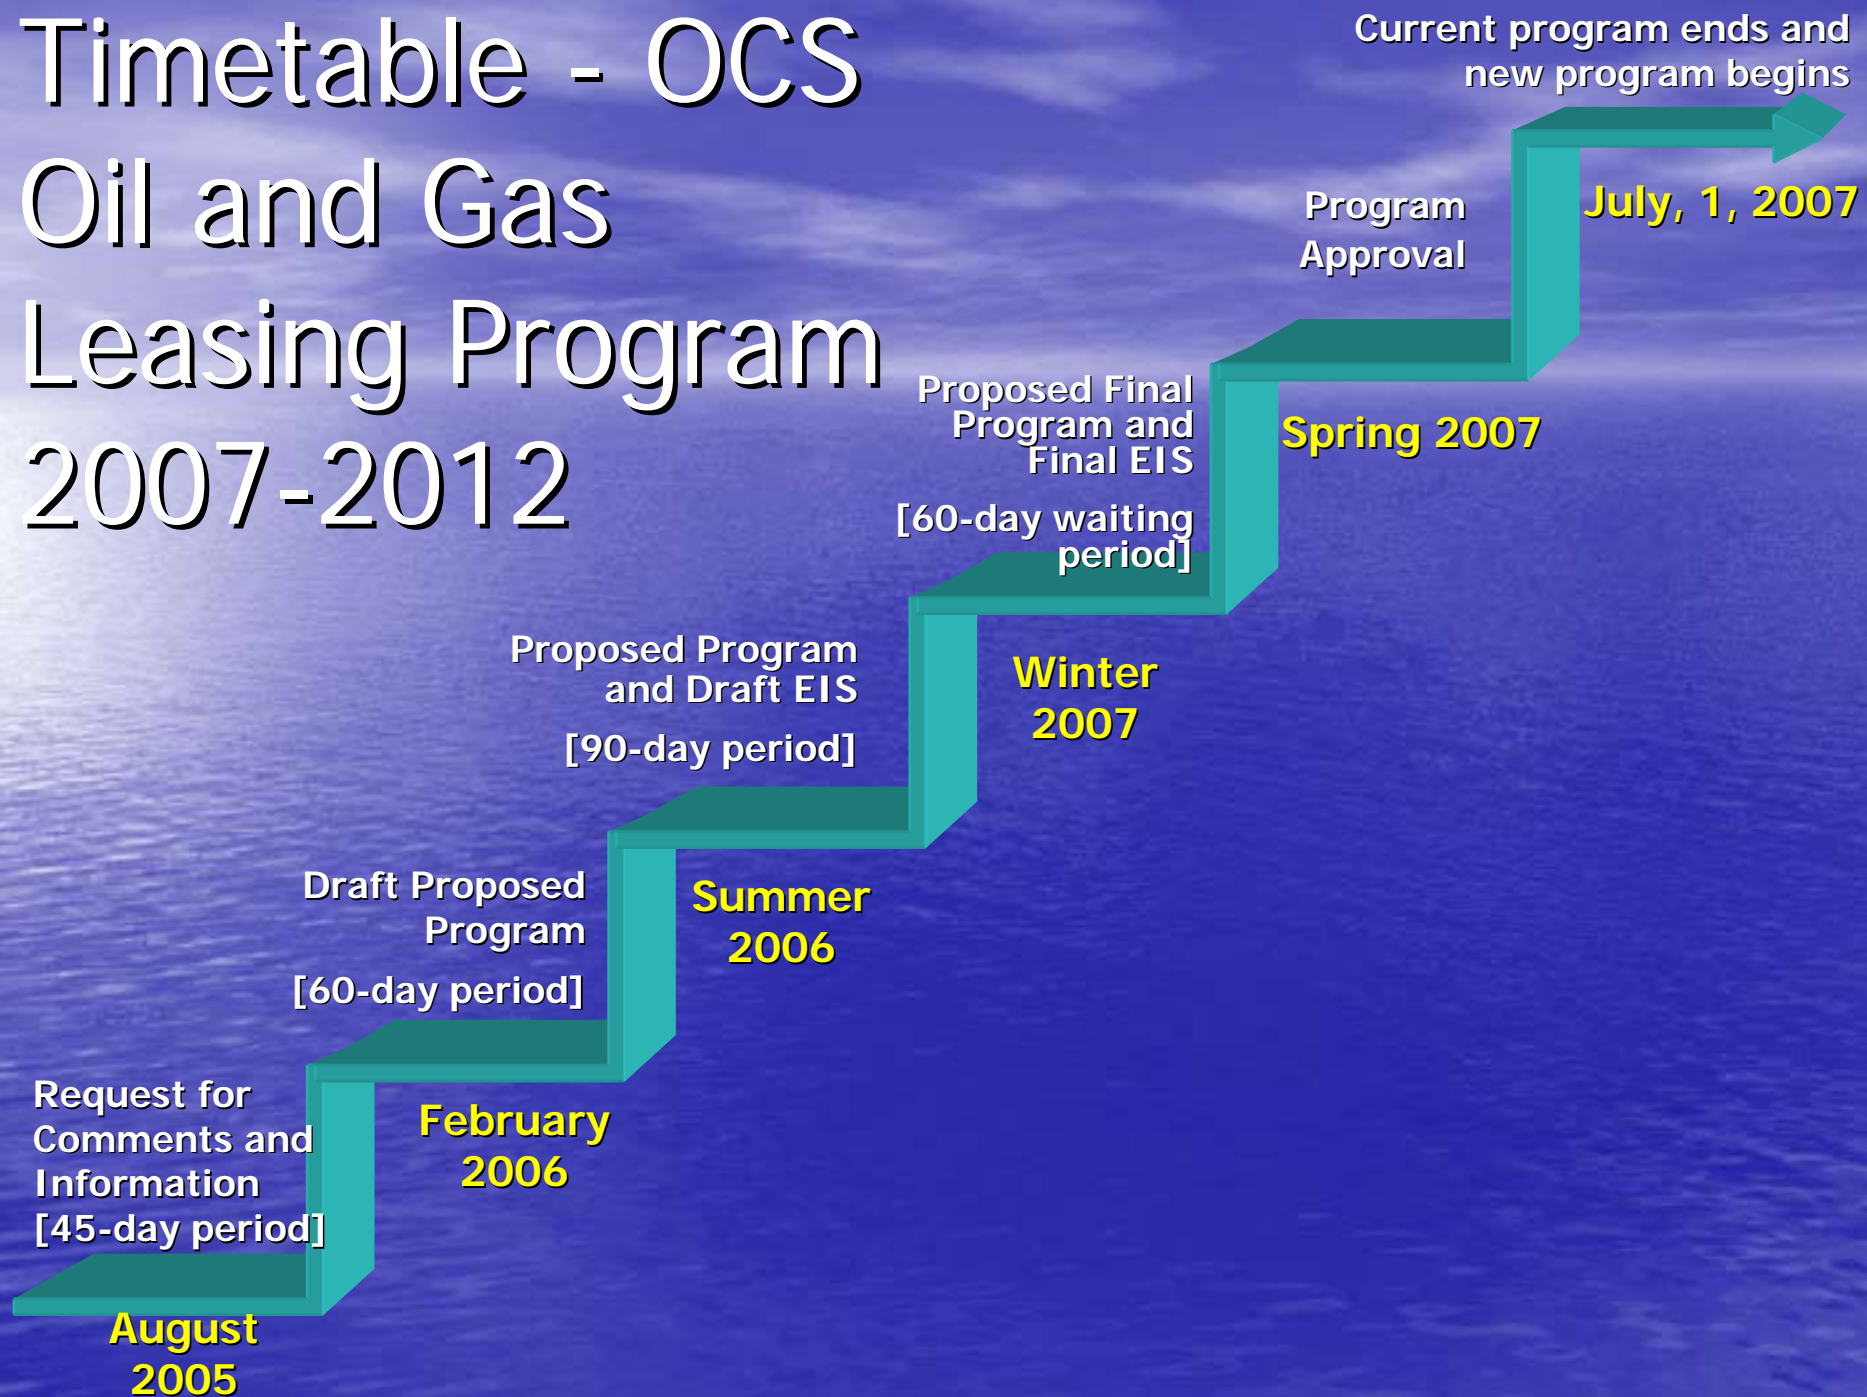 Timetable - OCS
Oil and Gas
Leasing Program
2007-2012
Current program ends and
new program begins
July, 1, 2007
Program
Approval
Spring 2007
Proposed Final
Program and
Final EIS
[60-day waiting
period]
Winter
2007
Proposed Program
and Draft EIS
[90-day period]
Summer
2006
Draft Proposed
Program
[60-day period]
February
2006
Request for
Comments and
Information
[45-day period]
August
2005